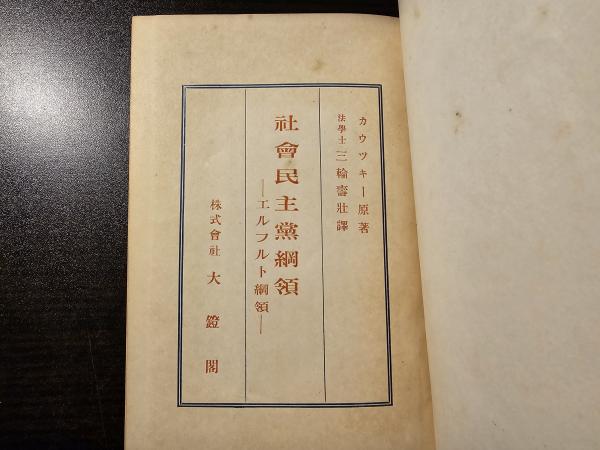 カウツキー原著
法學士 三輪壽壯譯
社會民主黨綱領
―エルフルト綱領―
株式會社 大鐙閣